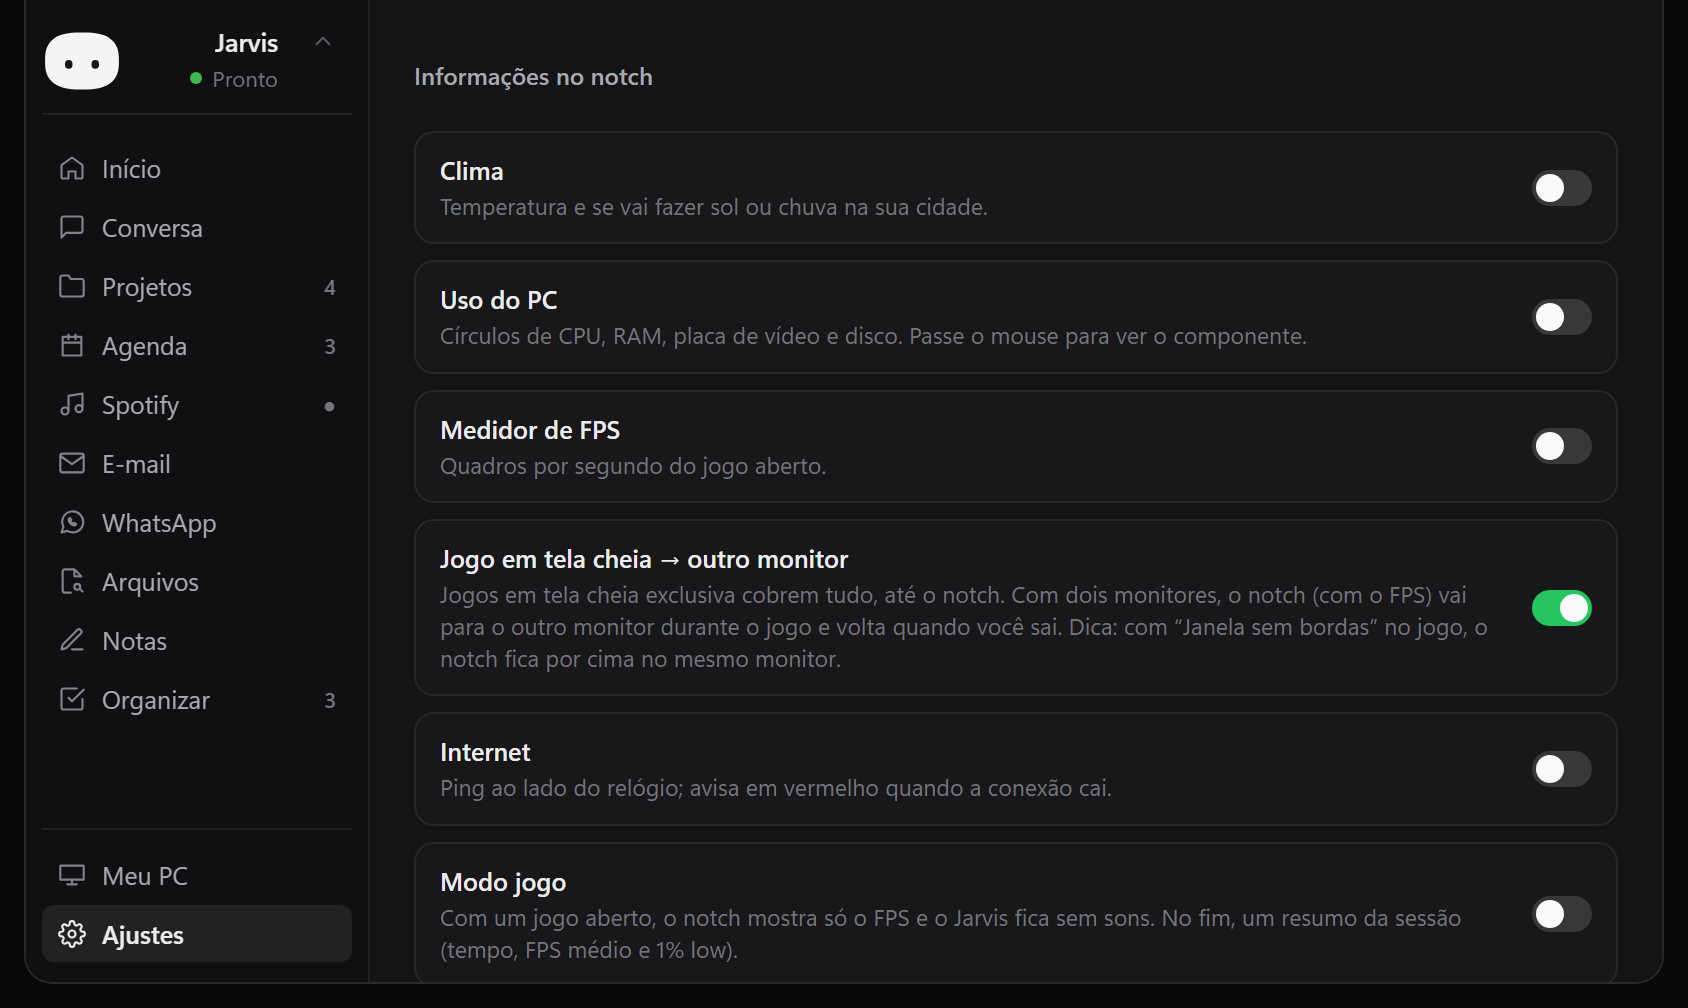 Jarvis
Pronto
Início
Conversa
Projetos 4
Agenda 3
Spotify
E-mail
WhatsApp
Arquivos
Notas
Organizar 3
Meu PC
Ajustes
Informações no notch
Clima
Temperatura e se vai fazer sol ou chuva na sua cidade.
Uso do PC
Círculos de CPU, RAM, placa de vídeo e disco. Passe o mouse para ver o componente.
Medidor de FPS
Quadros por segundo do jogo aberto.
Jogo em tela cheia → outro monitor
Jogos em tela cheia exclusiva cobrem tudo, até o notch. Com dois monitores, o notch (com o FPS) vai
para o outro monitor durante o jogo e volta quando você sai. Dica: com “Janela sem bordas” no jogo, o
notch fica por cima no mesmo monitor.
Internet
Ping ao lado do relógio; avisa em vermelho quando a conexão cai.
Modo jogo
Com um jogo aberto, o notch mostra só o FPS e o Jarvis fica sem sons. No fim, um resumo da sessão
(tempo, FPS médio e 1% low).